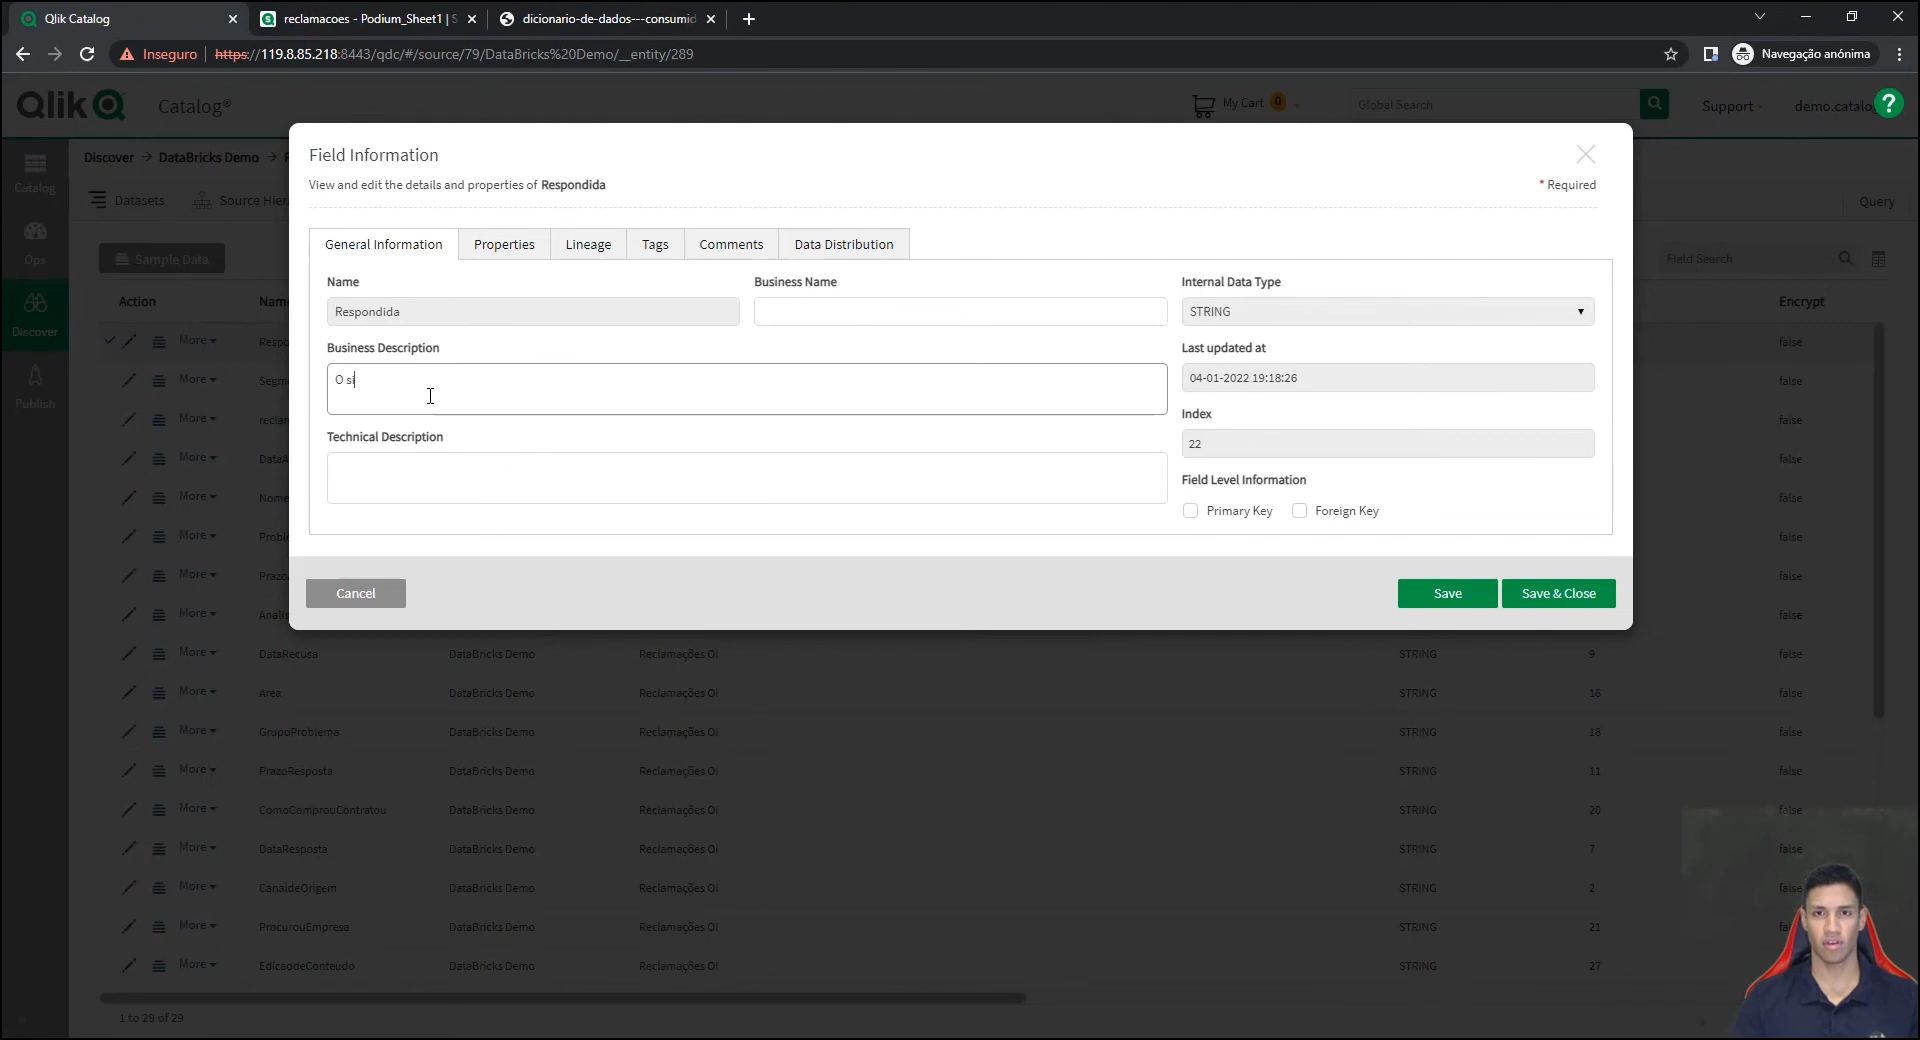 Qlik Catalog
reclamacoes - Podium_Sheet1 | S
dicionario-de-dados---consumid
Inseguro
https://119.8.85.218:8443/qdc/#/source/79/DataBricks%20Demo/__entity/289
Navegação anónima
Qlik Catalog®
My Cart 0
Global Search
Support
demo.catalo
?
Catalog
Ops
Discover
Publish
Discover → DataBricks Demo →
Datasets
Source Hier
Query
Sample Data
Field Search
Action
Name
Encrypt
More Respo false
More Segm false
More reclam false
More DataA false
More Nome false
More Proble false
More Prazo false
More Analis false
More DataRecusa DataBricks Demo Reclamações Oi STRING 9 false
More Area DataBricks Demo Reclamações Oi STRING 16 false
More GrupoProblema DataBricks Demo Reclamações Oi STRING 18 false
More PrazoResposta DataBricks Demo Reclamações Oi STRING 11 false
More ComoComprouContratou DataBricks Demo Reclamações Oi STRING 20 false
More DataResposta DataBricks Demo Reclamações Oi STRING 7 false
More CanaldeOrigem DataBricks Demo Reclamações Oi STRING 2 false
More ProcurouEmpresa DataBricks Demo Reclamações Oi STRING 21
More EdicaodeConteudo DataBricks Demo Reclamações Oi STRING 27
1 to 29 of 29
Field Information
View and edit the details and properties of Respondida
* Required
General Information
Properties
Lineage
Tags
Comments
Data Distribution
Name
Respondida
Business Name
Internal Data Type
STRING
Business Description
O si
Last updated at
04-01-2022 19:18:26
Index
22
Technical Description
Field Level Information
Primary Key
Foreign Key
Cancel
Save
Save & Close